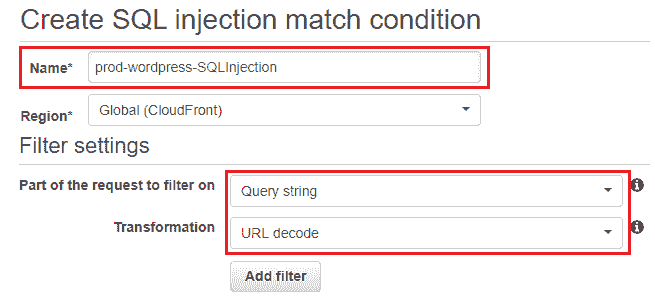 Create SQL injection match condition
Name* prod-wordpress-SQLInjection
Region* Global (CloudFront)
Filter settings
Part of the request to filter on Query string
Transformation URL decode
Add filter